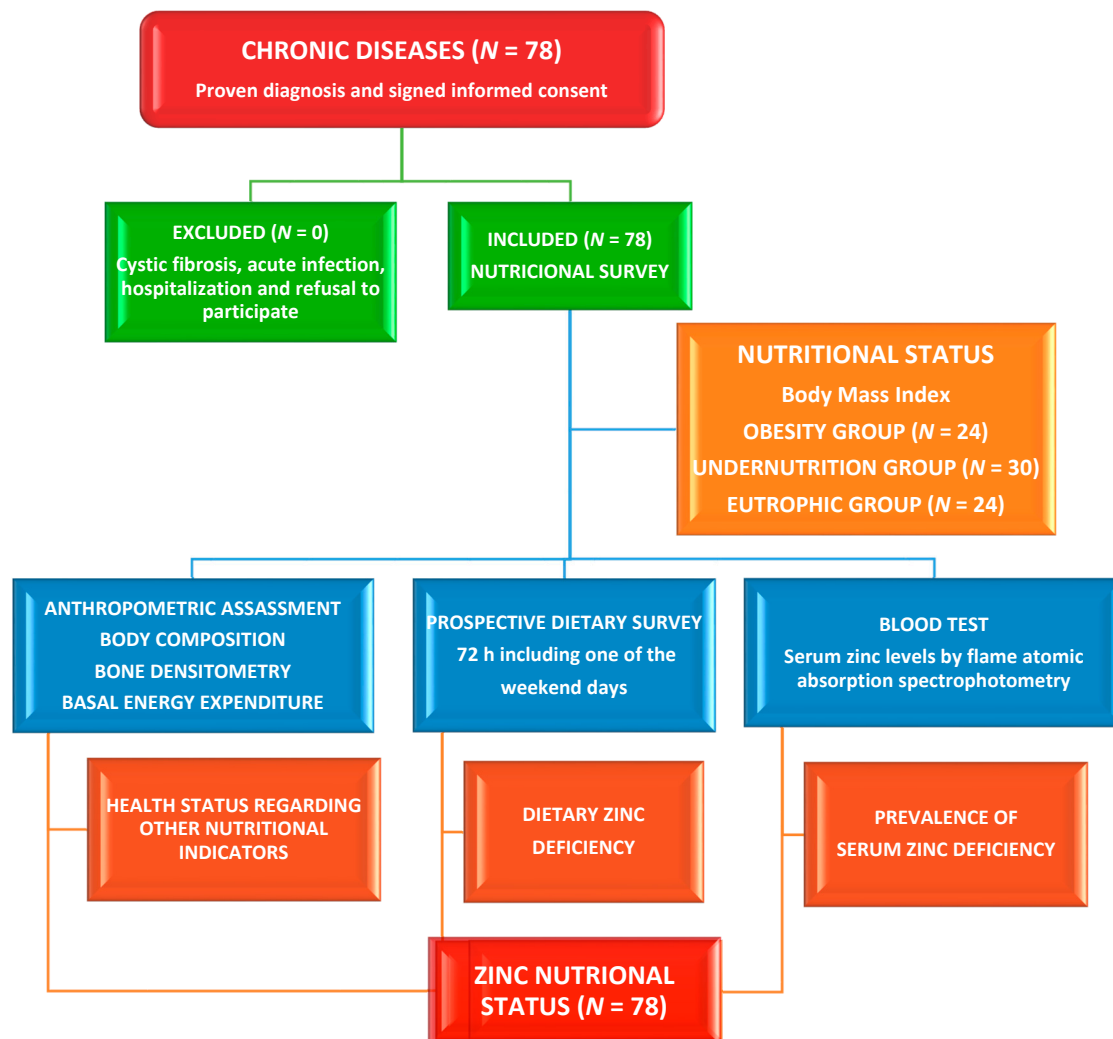 CHRONIC DISEASES (N = 78)
Proven diagnosis and signed informed consent
EXCLUDED (N = 0)
Cystic fibrosis, acute infection,
hospitalization and refusal to
participate
INCLUDED (N = 78)
NUTRICIONAL SURVEY
NUTRITIONAL STATUS
Body Mass Index
OBESITY GROUP (N = 24)
UNDERNUTRITION GROUP (N = 30)
EUTROPHIC GROUP (N = 24)
ANTHROPOMETRIC ASSASSMENT
BODY COMPOSITION
BONE DENSITOMETRY
BASAL ENERGY EXPENDITURE
PROSPECTIVE DIETARY SURVEY
72 h including one of the
weekend days
BLOOD TEST
Serum zinc levels by flame atomic
absorption spectrophotometry
HEALTH STATUS REGARDING
OTHER NUTRITIONAL
INDICATORS
DIETARY ZINC
DEFICIENCY
PREVALENCE OF
SERUM ZINC DEFICIENCY
ZINC NUTRIONAL
STATUS (N = 78)